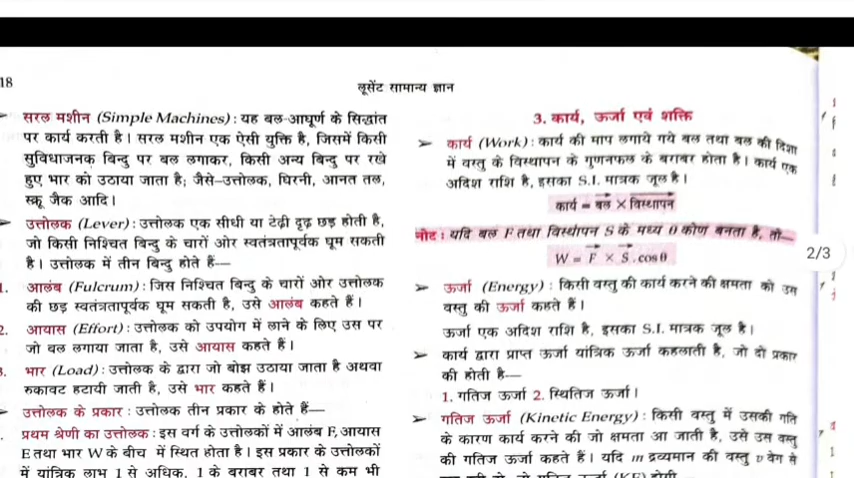 18
लूसेंट सामान्य ज्ञान
सरल मशीन (Simple Machines) : यह बल-आघूर्ण के सिद्धांत
पर कार्य करती है। सरल मशीन एक ऐसी युक्ति है, जिसमें किसी
सुविधाजनक बिन्दु पर बल लगाकर, किसी अन्य बिन्दु पर रखे
हुए भार को उठाया जाता है; जैसे-उत्तोलक, घिरनी, आनत तल,
स्क्रू जैक आदि।
उत्तोलक (Lever) : उत्तोलक एक सीधी या टेढ़ी दृढ़ छड़ होती है,
जो किसी निश्चित बिन्दु के चारों ओर स्वतंत्रतापूर्वक घूम सकती
है। उत्तोलक में तीन बिन्दु होते हैं—
1. आलंब (Fulcrum) : जिस निश्चित बिन्दु के चारों ओर उत्तोलक
की छड़ स्वतंत्रतापूर्वक घूम सकती है, उसे आलंब कहते हैं।
2. आयास (Effort) : उत्तोलक को उपयोग में लाने के लिए उस पर
जो बल लगाया जाता है, उसे आयास कहते हैं।
भार (Load) : उत्तोलक के द्वारा जो बोझ उठाया जाता है अथवा
रुकावट हटायी जाती है, उसे भार कहते हैं।
उत्तोलक के प्रकार : उत्तोलक तीन प्रकार के होते हैं—
प्रथम श्रेणी का उत्तोलक : इस वर्ग के उत्तोलकों में आलंब F, आयास
E तथा भार W के बीच में स्थित होता है। इस प्रकार के उत्तोलकों
में यांत्रिक लाभ 1 से अधिक, 1 के बराबर तथा 1 से कम भी
3. कार्य, ऊर्जा एवं शक्ति
➤ कार्य (Work) : कार्य की माप लगाये गये बल तथा बल की दिशा
में वस्तु के विस्थापन के गुणनफल के बराबर होता है। कार्य एक
अदिश राशि है, इसका S.I. मात्रक जूल है।
कार्य = बल × विस्थापन
नोट : यदि बल F तथा विस्थापन S के मध्य θ कोण बनता है, तो—
W = F × S . cos θ
➤ ऊर्जा (Energy) : किसी वस्तु की कार्य करने की क्षमता को उस
वस्तु की ऊर्जा कहते हैं।
ऊर्जा एक अदिश राशि है, इसका S.I. मात्रक जूल है।
➤ कार्य द्वारा प्राप्त ऊर्जा यांत्रिक ऊर्जा कहलाती है, जो दो प्रकार
की होती है—
1. गतिज ऊर्जा 2. स्थितिज ऊर्जा।
➤ गतिज ऊर्जा (Kinetic Energy) : किसी वस्तु में उसकी गति
के कारण कार्य करने की जो क्षमता आ जाती है, उसे उस वस्तु
की गतिज ऊर्जा कहते हैं। यदि m द्रव्यमान की वस्तु v वेग से
2/3